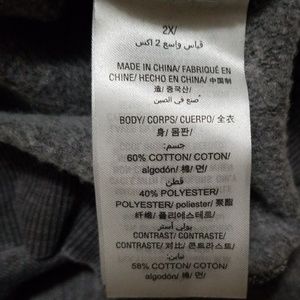 2X/
قياس واسع 2 اكس
MADE IN CHINA/ FABRIQUÉ EN
CHINE/ HECHO EN CHINA/ 中国制
造/ 중국산/
صنع في الصين
BODY/ CORPS/ CUERPO/ 全衣
身/ 몸판/
جسم:
60% COTTON/ COTON/
algodón/ 棉/ 면/
قطن
40% POLYESTER/
POLYESTER/ poliester/ 聚酯
纤维/ 폴리에스테르/
بولي أستر
CONTRAST/ CONTRASTE/
CONTRASTE/ 对比/ 콘트라스트/
تباين:
58% COTTON/ COTON/
algodón/ 棉/ 면/